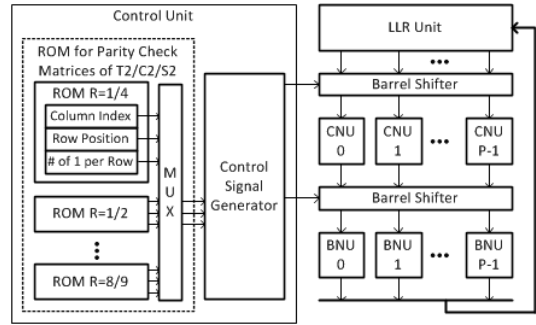 Control Unit
ROM for Parity Check
Matrices of T2/C2/S2
ROM R=1/4
Column Index
Row Position
# of 1 per Row
ROM R=1/2
ROM R=8/9
M
U
X
Control
Signal
Generator
LLR Unit
Barrel Shifter
CNU
0
CNU
1
CNU
P-1
Barrel Shifter
BNU
0
BNU
1
BNU
P-1